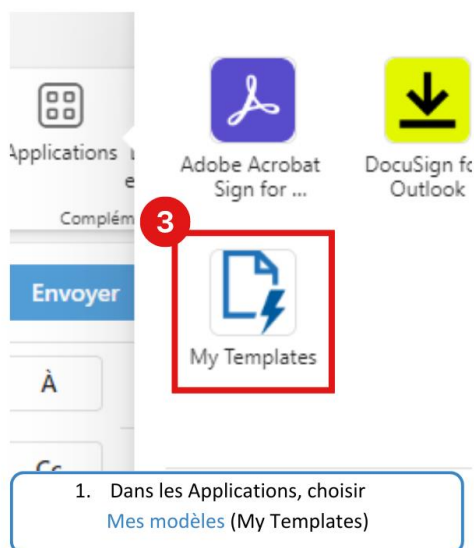 Applications
Complém
Envoyer
À
Cc
Adobe Acrobat
Sign for ...
DocuSign fo
Outlook
3
My Templates
1. Dans les Applications, choisir
Mes modèles (My Templates)